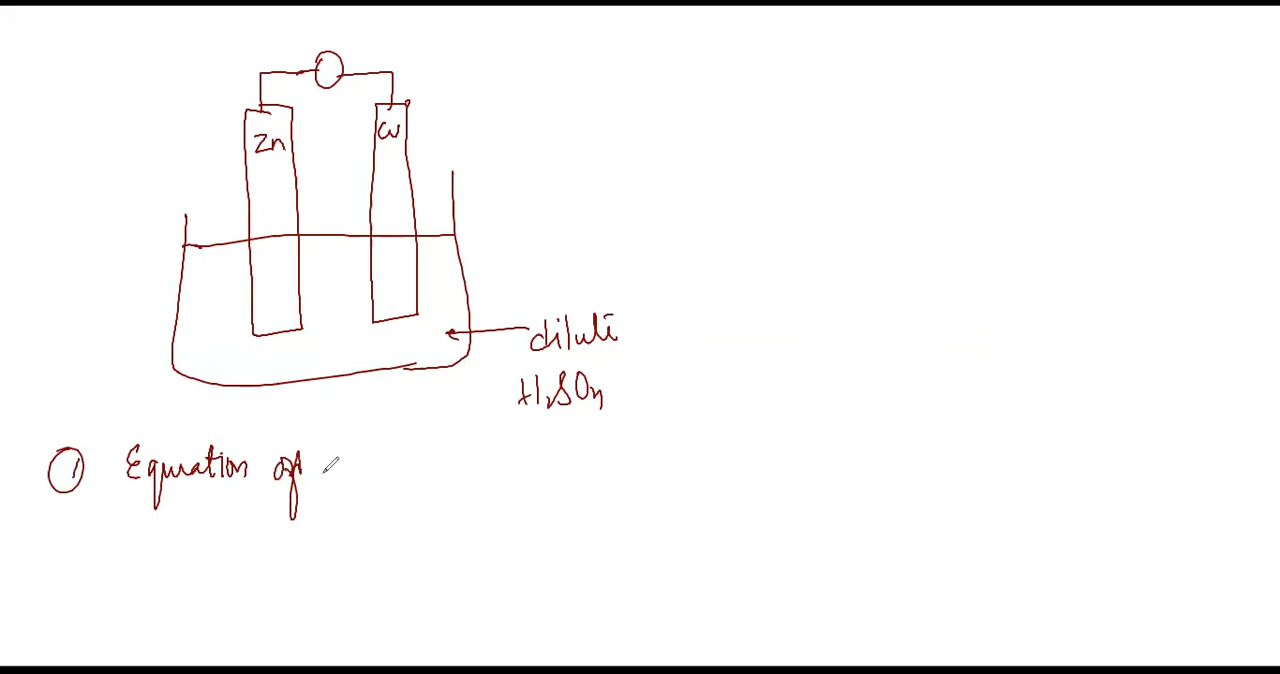 Zn
Cu
dilute
H₂SO₄
① Equation of